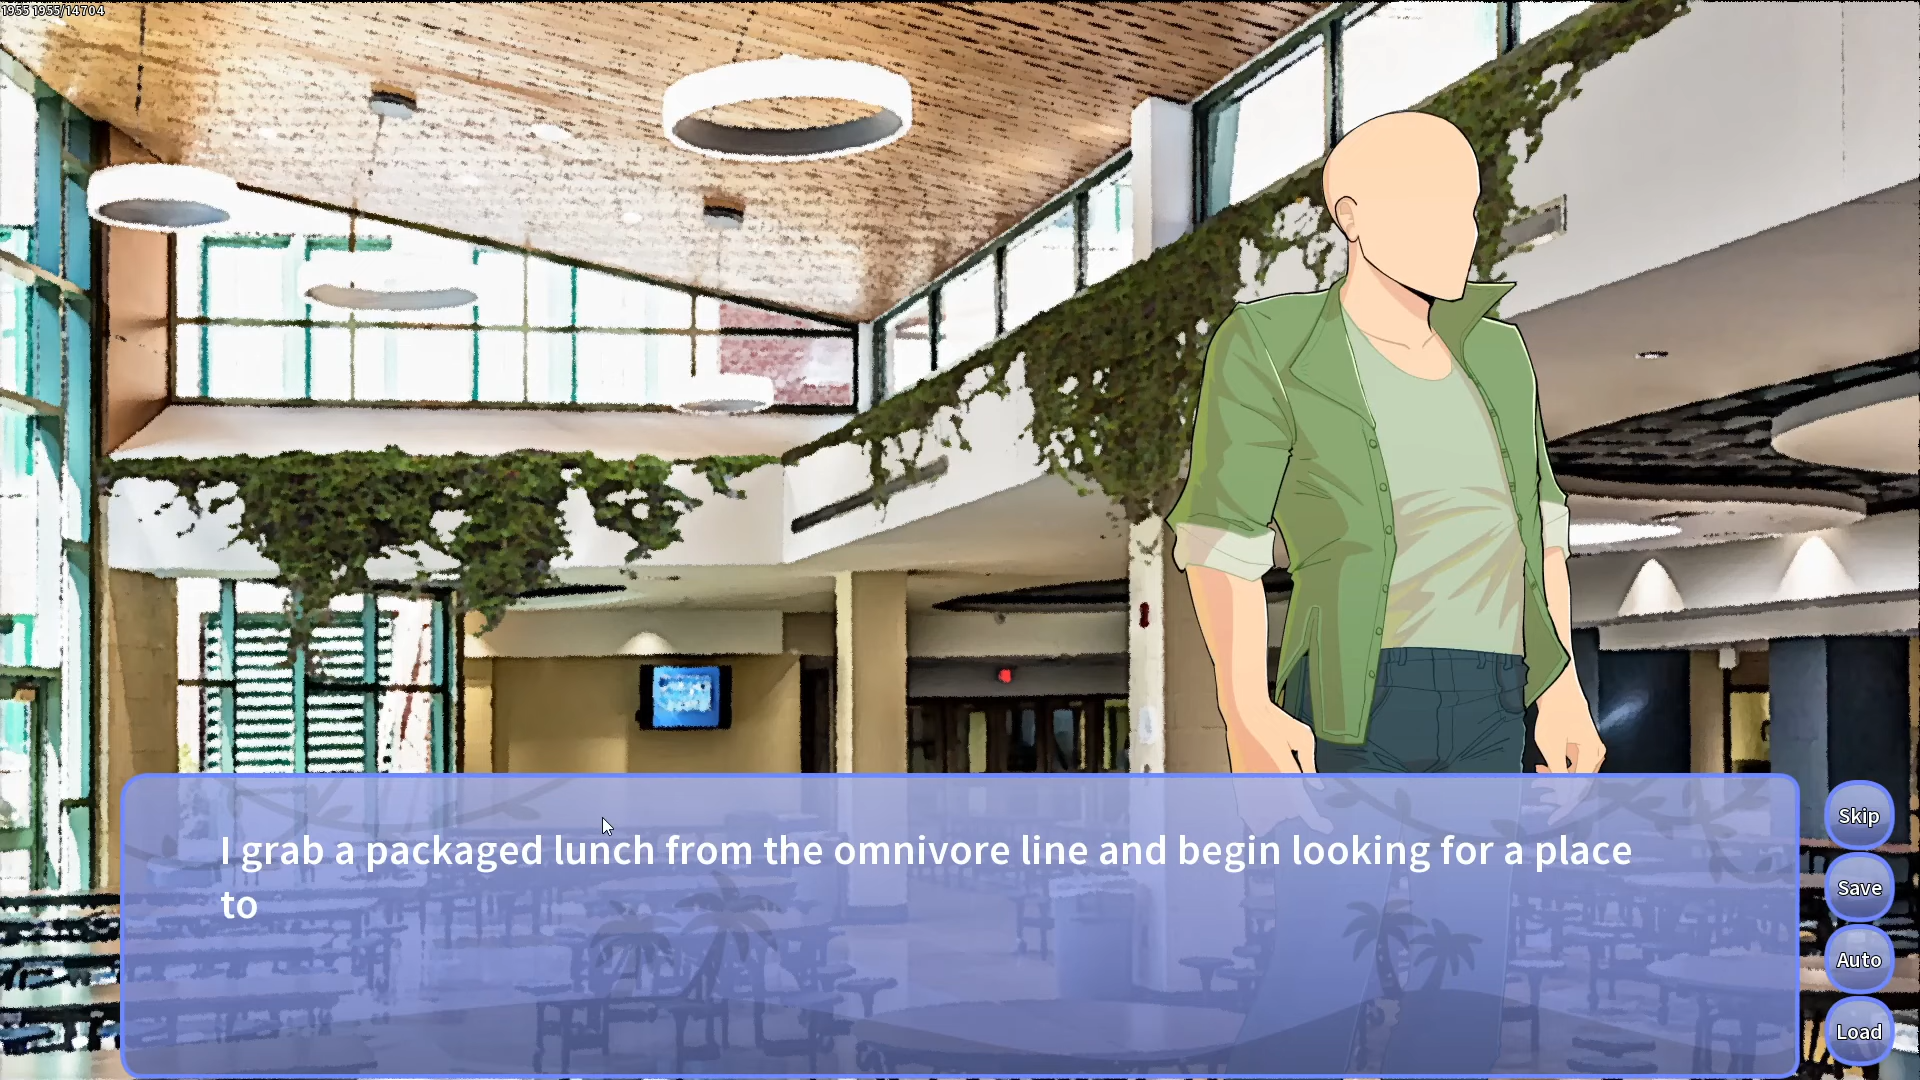 1955 1955/14704
I grab a packaged lunch from the omnivore line and begin looking for a place
to
Skip
Save
Auto
Load